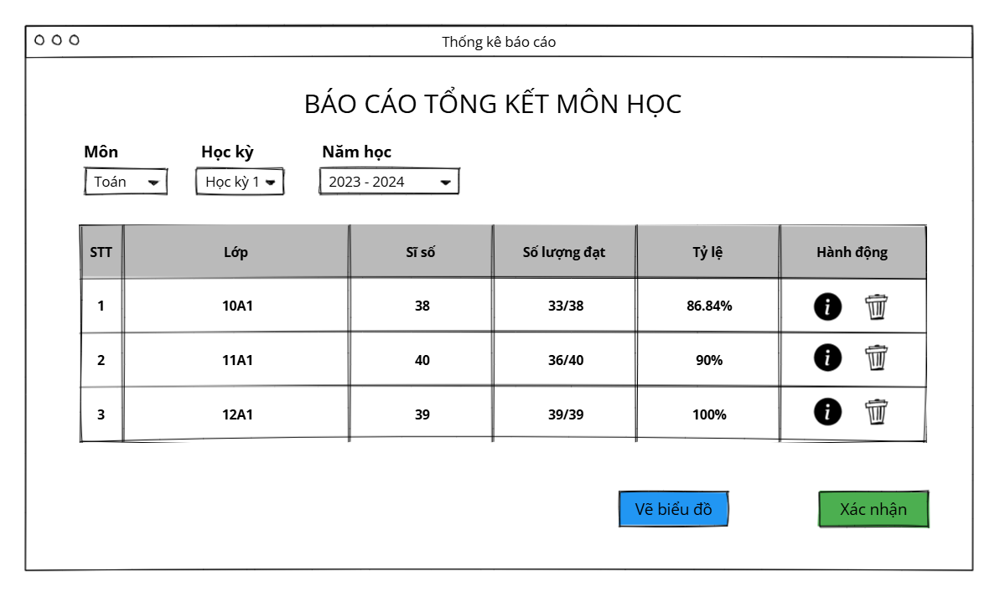 Thống kê báo cáo
BÁO CÁO TỔNG KẾT MÔN HỌC
Môn Học kỳ Năm học
Toán Học kỳ 1 2023 - 2024
STT Lớp Sĩ số Số lượng đạt Tỷ lệ Hành động
1 10A1 38 33/38 86.84% i
2 11A1 40 36/40 90% i
3 12A1 39 39/39 100% i
Vẽ biểu đồ Xác nhận